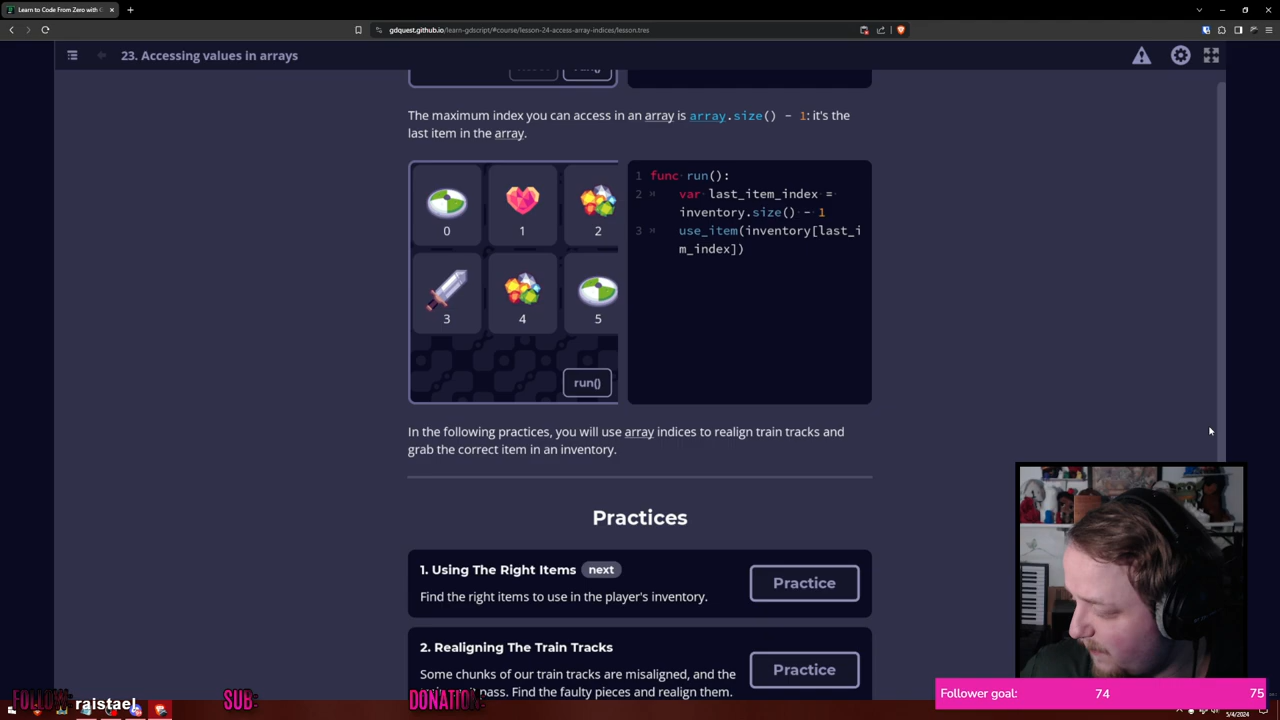 Learn to Code From Zero with
gdquest.github.io/learn-gdscript/#course/lesson-24-access-array-indices/lesson.tres
23. Accessing values in arrays
The maximum index you can access in an array is array.size() - 1: it's the
last item in the array.
0
1
2
3
4
5
run()
1 func run():
2 var last_item_index =
inventory.size() - 1
3 use_item(inventory[last_i
m_index])
In the following practices, you will use array indices to realign train tracks and
grab the correct item in an inventory.
Practices
1. Using The Right Items next
Find the right items to use in the player's inventory.
Practice
2. Realigning The Train Tracks
Some chunks of our train tracks are misaligned, and the
pass. Find the faulty pieces and realign them.
Practice
FOLLOW: raistael
SUB:
DONATION:
Follower goal: 74 75
5/4/2024